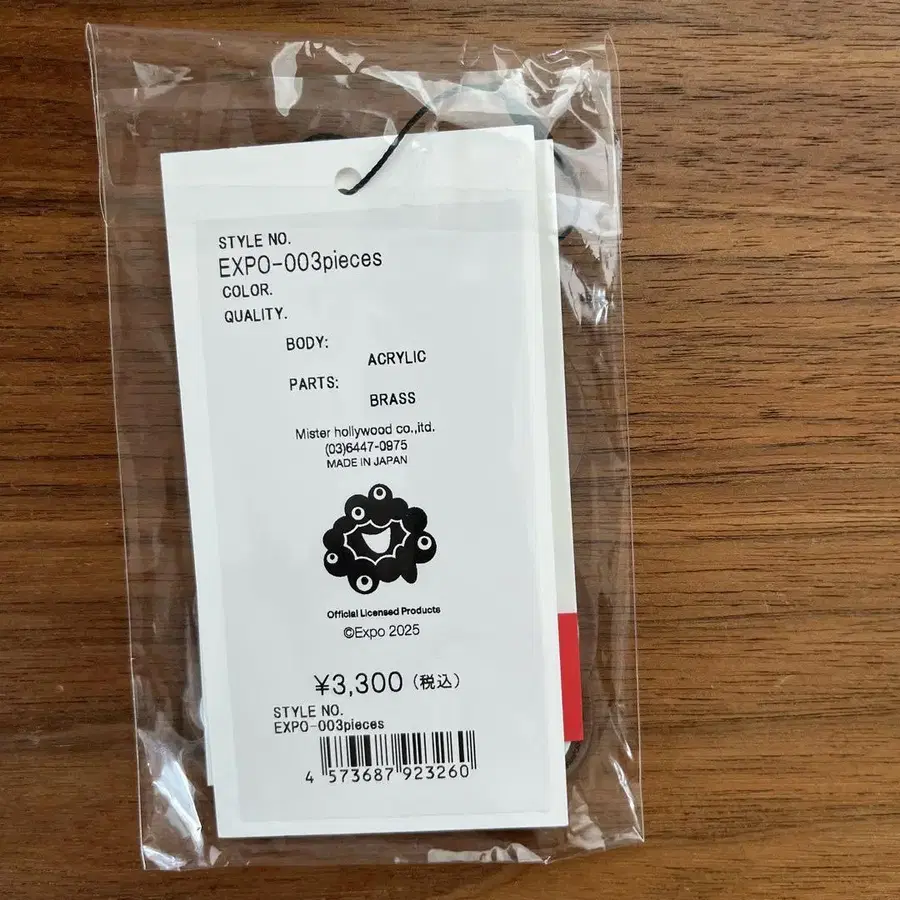 STYLE NO.
EXPO-003pieces
COLOR.
QUALITY.
BODY:
ACRYLIC
PARTS:
BRASS
Mister hollywood co.,itd.
(03)6447-0975
MADE IN JAPAN
Official Licensed Products
©Expo 2025
¥3,300（税込）
STYLE NO.
EXPO-003pieces
4 573687 923260